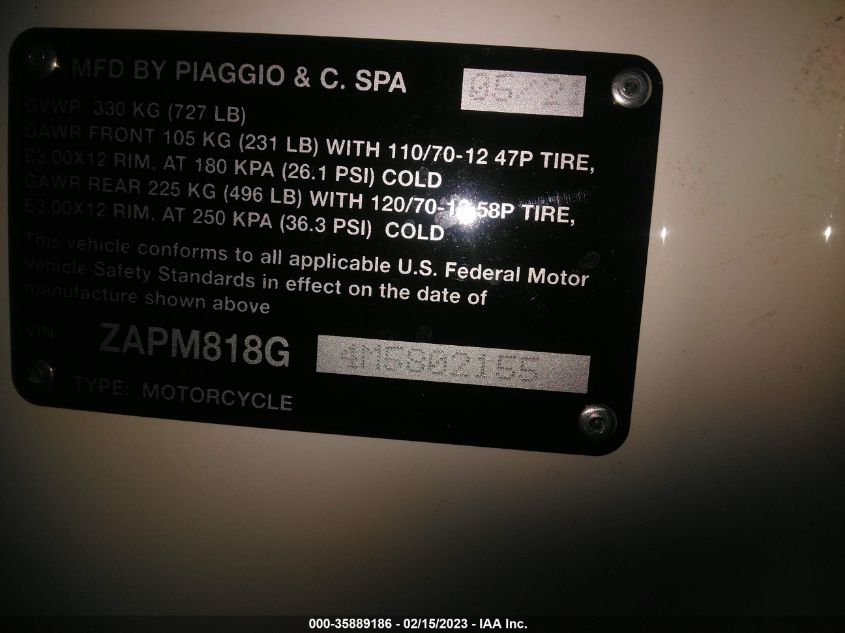 MFD BY PIAGGIO & C. SPA 05/21
GVWR 330 KG (727 LB)
GAWR FRONT 105 KG (231 LB) WITH 110/70-12 47P TIRE,
E3.00X12 RIM. AT 180 KPA (26.1 PSI) COLD
GAWR REAR 225 KG (496 LB) WITH 120/70-12 58P TIRE,
E3.00X12 RIM. AT 250 KPA (36.3 PSI) COLD
This vehicle conforms to all applicable U.S. Federal Motor
Vehicle Safety Standards in effect on the date of
manufacture shown above
VIN ZAPM818G 4M5802155
TYPE: MOTORCYCLE
000-35889186 - 02/15/2023 - IAA Inc.